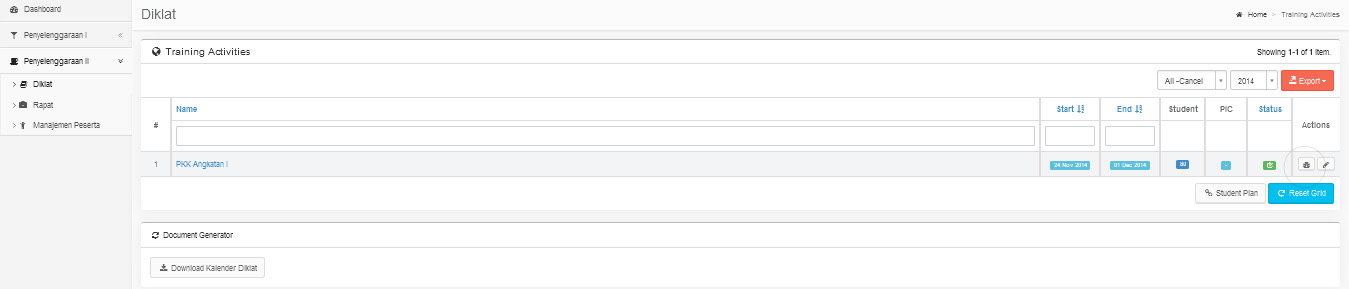 Dashboard
Diklat
Home > Training Activities
Penyelenggaraan I
Penyelenggaraan II
Training Activities
Showing 1-1 of 1 item.
Diklat
All -Cancel
2014
Export
Rapat
Manajemen Peserta
#
Name
Start
End
Student
PIC
Status
Actions
1
PKK Angkatan I
24 Nov 2014
01 Dec 2014
80
-
Student Plan
Reset Grid
Document Generator
Download Kalender Diklat